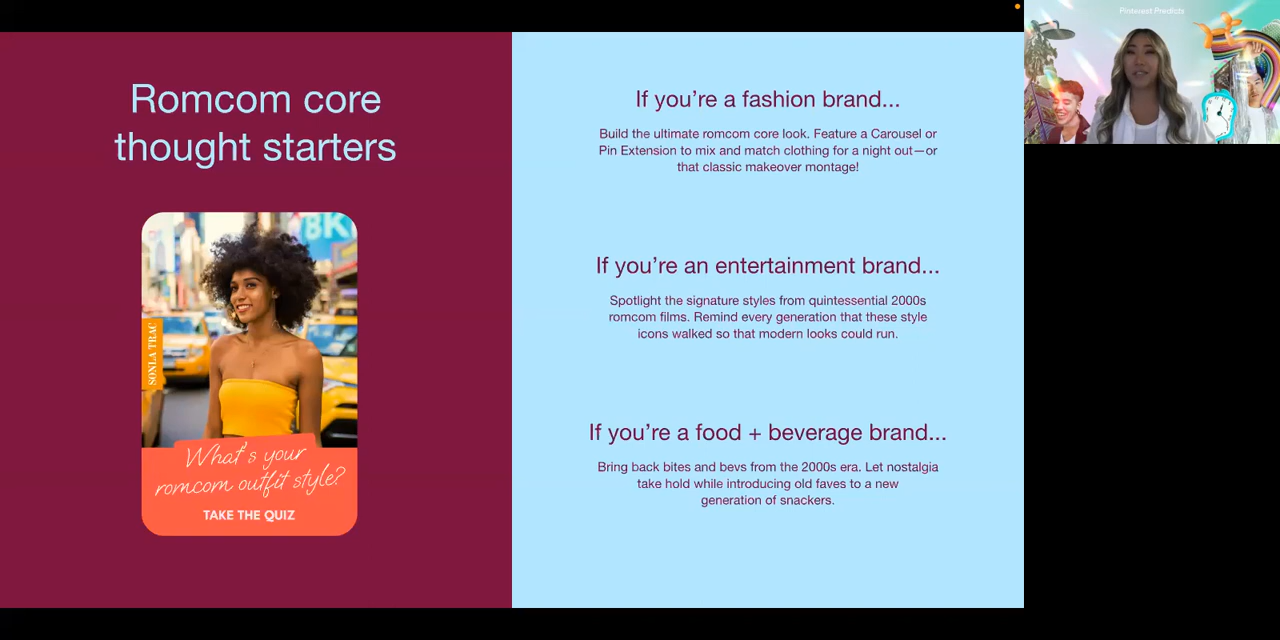 Romcom core
thought starters
BK
SONIA TRAC
What's your
romcom outfit style?
TAKE THE QUIZ
If you're a fashion brand...
Build the ultimate romcom core look. Feature a Carousel or
Pin Extension to mix and match clothing for a night out—or
that classic makeover montage!
If you're an entertainment brand...
Spotlight the signature styles from quintessential 2000s
romcom films. Remind every generation that these style
icons walked so that modern looks could run.
If you're a food + beverage brand...
Bring back bites and bevs from the 2000s era. Let nostalgia
take hold while introducing old faves to a new
generation of snackers.
Pinterest Predicts